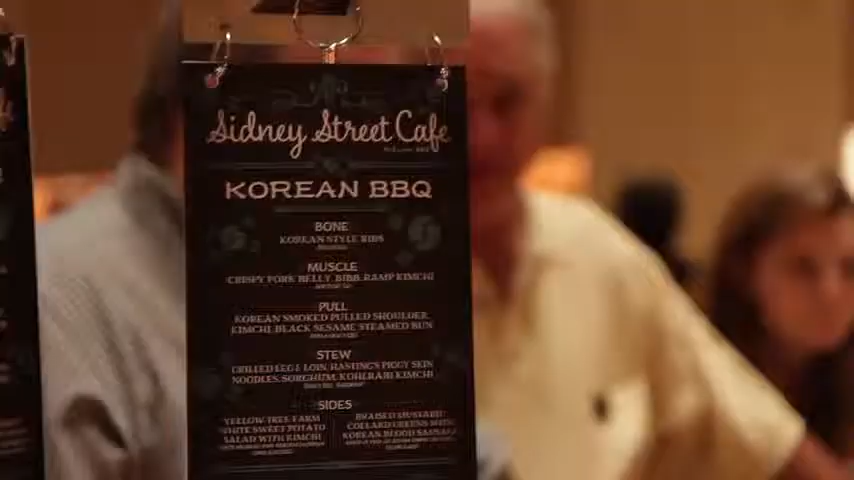 Sidney Street Cafe
KOREAN BBQ
BONE
KOREAN STYLE RIBS
MUSCLE
CRISPY PORK BELLY, BIBB, RAMP KIMCHI
PULL
KOREAN SMOKED PULLED SHOULDER,
KIMCHI, BLACK SESAME STEAMED BUN
STEW
GRILLED LEG & LOIN, HASTING'S PIGGY SKIN
NOODLES, SORGHUM, KOHLRABI KIMCHI
SIDES
YELLOW TREE FARM
WHITE SWEET POTATO
SALAD WITH KIMCHI
BRAISED MUSTARD
COLLARD GREENS WITH
KOREAN BLOOD SAUSAGE